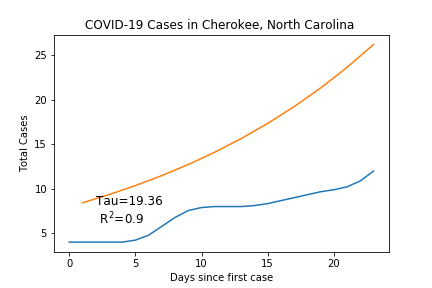 COVID-19 Cases in Cherokee, North Carolina
Total Cases
25
20
15
10
5
Tau=19.36
R²=0.9
0 5 10 15 20
Days since first case